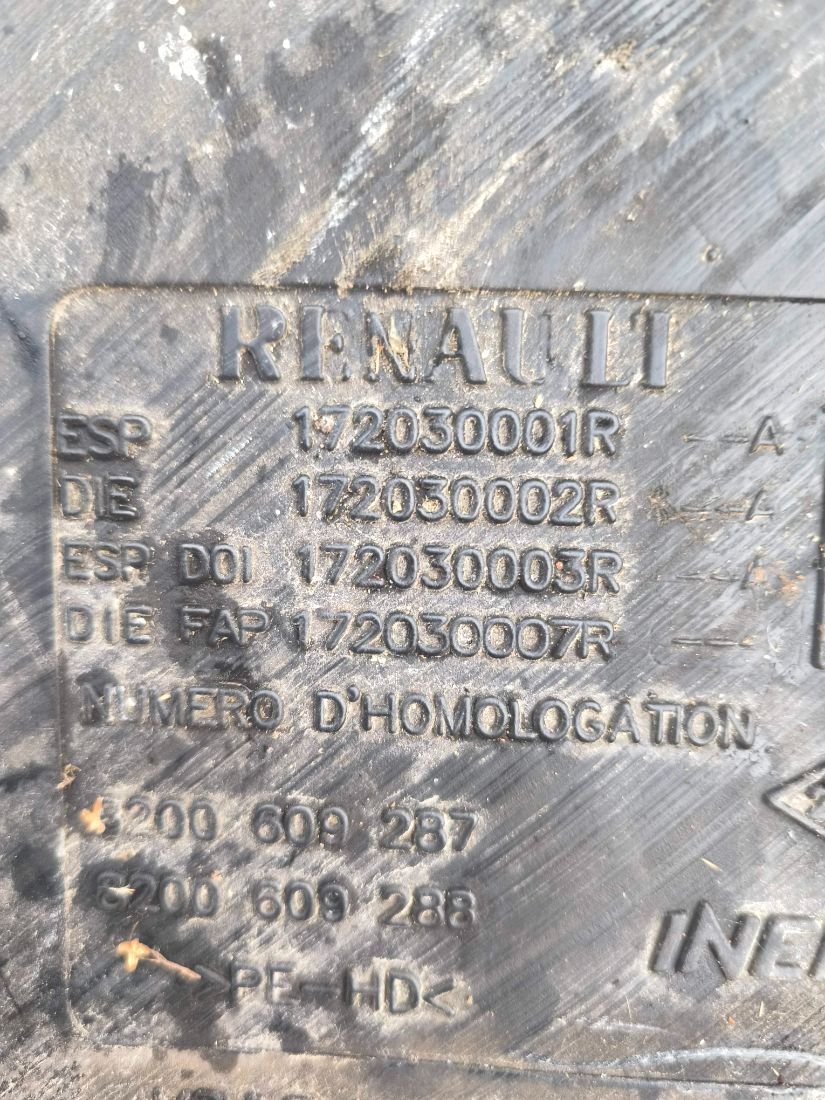 RENAULT
ESP 172030001R --A
DIE 172030002R ---A
ESP DOI 172030003R --A
DIE FAP 172030007R --
NUMERO D'HOMOLOGATION
8200 609 287
8200 609 288
>PE-HD<